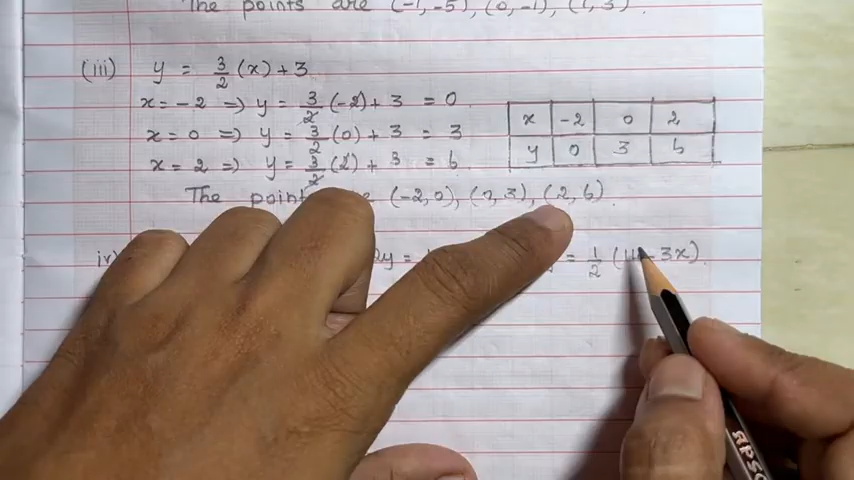 The points are (-1, -5), (0, -1), (1, 3).
(iii) y = 3/2 (x) + 3
x = -2 => y = 3/2 (-2) + 3 = 0
x = 0 => y = 3/2 (0) + 3 = 3
x = 2 => y = 3/2 (2) + 3 = 6
x -2 0 2
y 0 3 6
The (-2, 0), (0, 3), (2, 6).
iv) 2y = = 1/2 ( - 3x).
APSARA